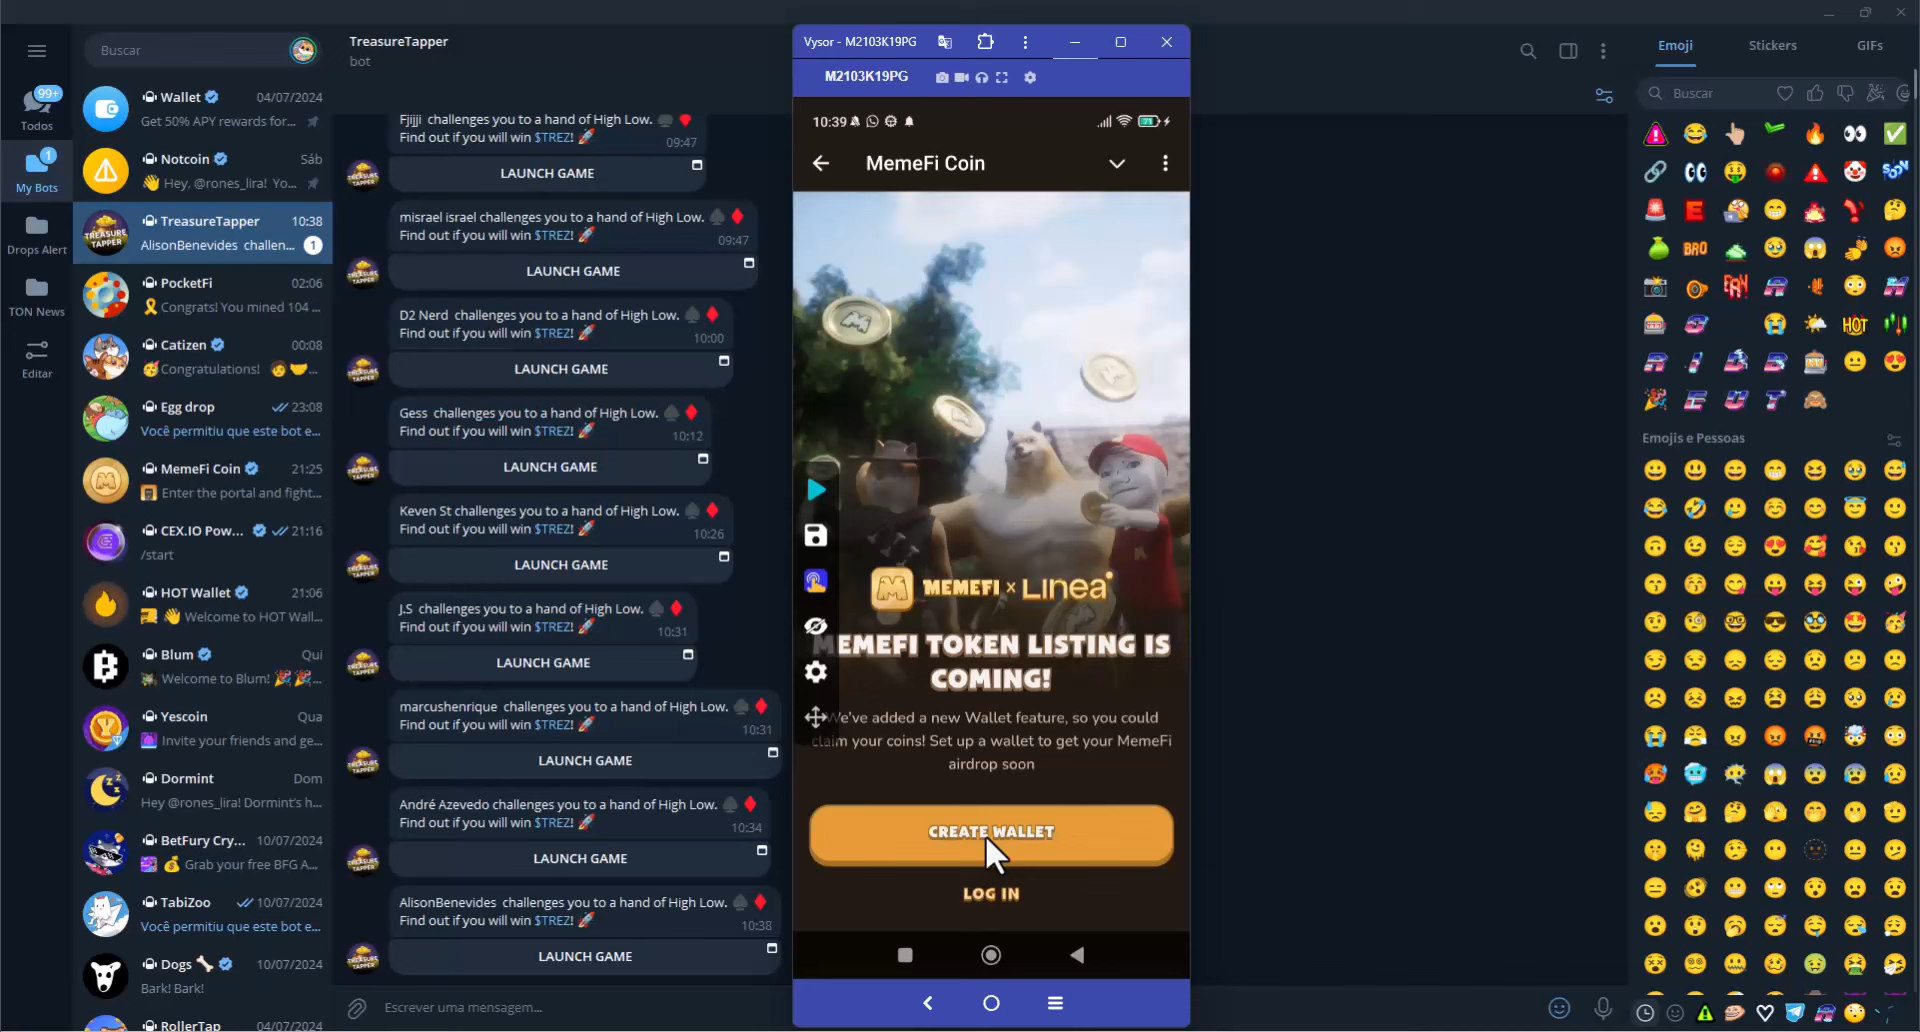 Buscar
99+
Todos
1
My Bots
Drops Alert
TON News
Editar
Wallet
04/07/2024
Get 50% APY rewards for...
Notcoin
Sáb
Hey, @rones_lira! Yo...
TreasureTapper
10:38
AlisonBenevides challen...
1
PocketFi
02:06
Congrats! You mined 104 ...
Catizen
00:08
Congratulations!
Egg drop
23:08
Você permitiu que este bot e...
MemeFi Coin
21:25
Enter the portal and fight...
CEX.IO Pow...
21:16
/start
HOT Wallet
21:06
Welcome to HOT Wall...
Blum
Qui
Welcome to Blum!
Yescoin
Qua
Invite your friends and ge...
Dormint
Dom
Hey @rones_lira! Dormint's h...
BetFury Cry...
10/07/2024
Grab your free BFG A...
TabiZoo
10/07/2024
Você permitiu que este bot e...
Dogs
10/07/2024
Bark! Bark!
RollerTap
04/07/2024
TreasureTapper
bot
Fjijji challenges you to a hand of High Low.
Find out if you will win $TREZ!
09:47
LAUNCH GAME
misrael israel challenges you to a hand of High Low.
Find out if you will win $TREZ!
09:47
LAUNCH GAME
D2 Nerd challenges you to a hand of High Low.
Find out if you will win $TREZ!
10:00
LAUNCH GAME
Gess challenges you to a hand of High Low.
Find out if you will win $TREZ!
10:12
LAUNCH GAME
Keven St challenges you to a hand of High Low.
Find out if you will win $TREZ!
10:26
LAUNCH GAME
J.S challenges you to a hand of High Low.
Find out if you will win $TREZ!
10:31
LAUNCH GAME
marcushenrique challenges you to a hand of High Low.
Find out if you will win $TREZ!
10:31
LAUNCH GAME
André Azevedo challenges you to a hand of High Low.
Find out if you will win $TREZ!
10:34
LAUNCH GAME
AlisonBenevides challenges you to a hand of High Low.
Find out if you will win $TREZ!
10:38
LAUNCH GAME
Escrever uma mensagem...
Vysor - M2103K19PG
M2103K19PG
10:39
MemeFi Coin
MEMEFI × Linea
MEMEFI TOKEN LISTING IS
COMING!
We've added a new Wallet feature, so you could
claim your coins! Set up a wallet to get your MemeFi
airdrop soon
CREATE WALLET
LOG IN
Emoji
Stickers
GIFs
Buscar
SOON
BRO
HOT
Emojis e Pessoas